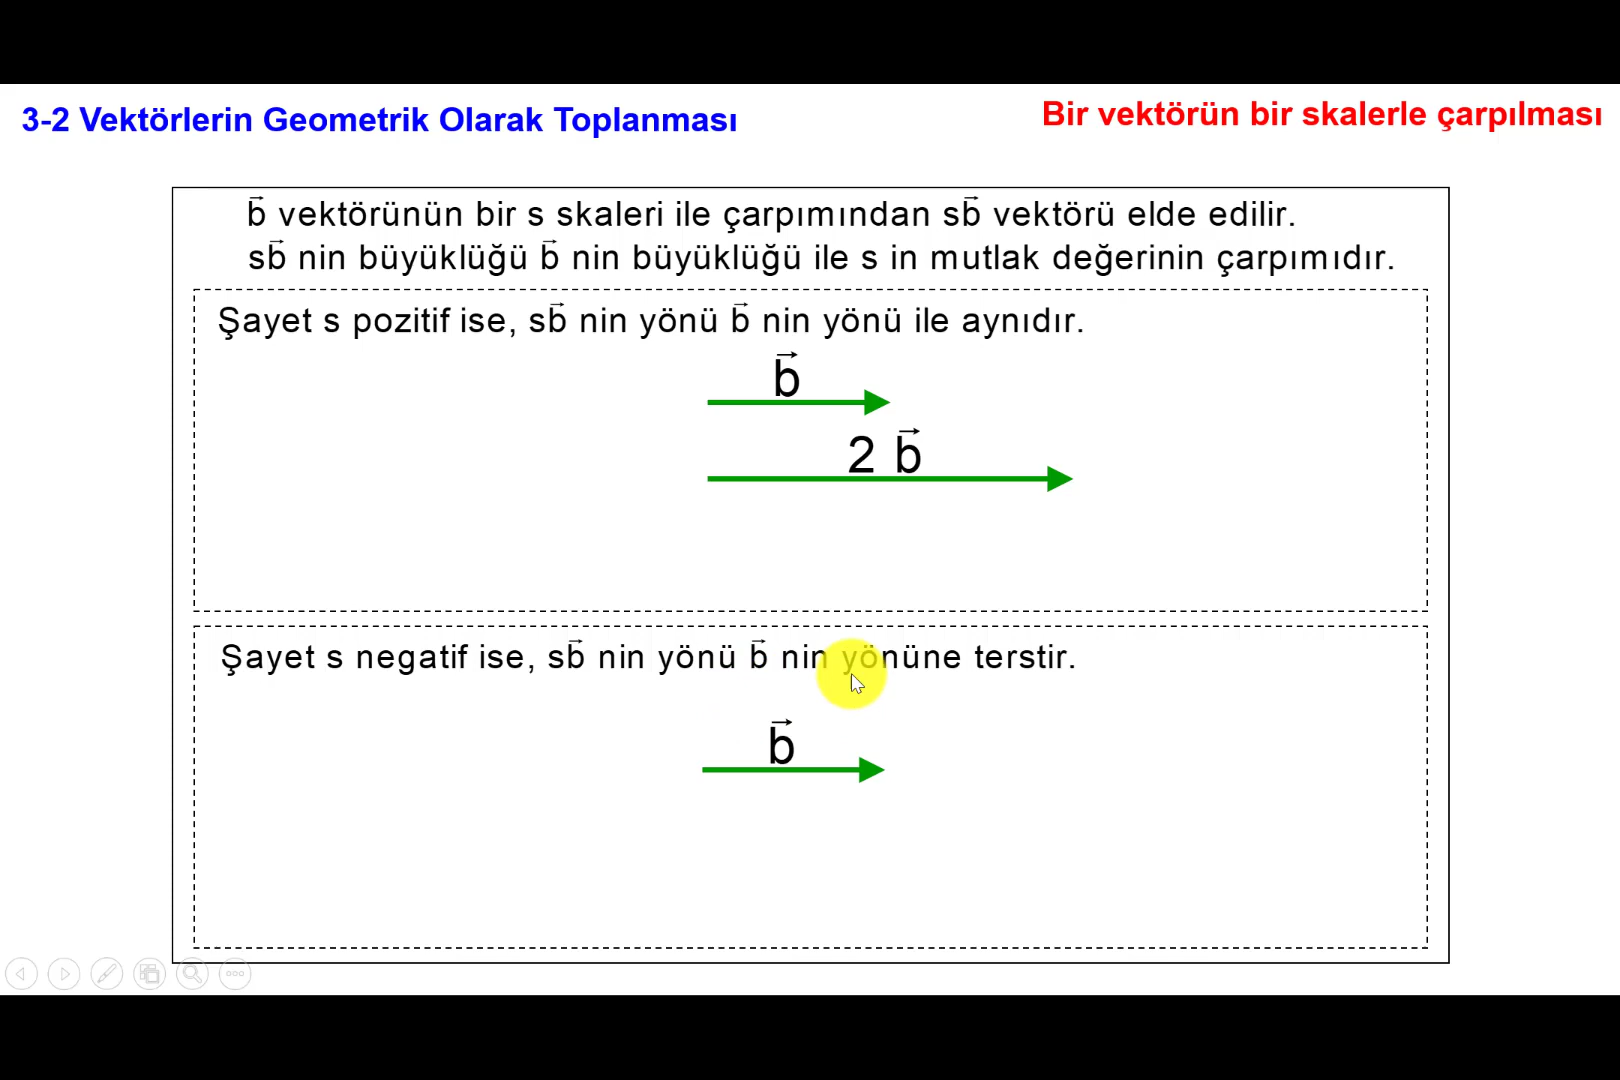 3-2 Vektörlerin Geometrik Olarak Toplanması
Bir vektörün bir skalerle çarpılması
b⃗ vektörünün bir s skaleri ile çarpımından sb⃗ vektörü elde edilir.
sb⃗ nin büyüklüğü b⃗ nin büyüklüğü ile s in mutlak değerinin çarpımıdır.
Şayet s pozitif ise, sb⃗ nin yönü b⃗ nin yönü ile aynıdır.
b⃗
2 b⃗
Şayet s negatif ise, sb⃗ nin yönü b⃗ nin yönüne terstir.
b⃗